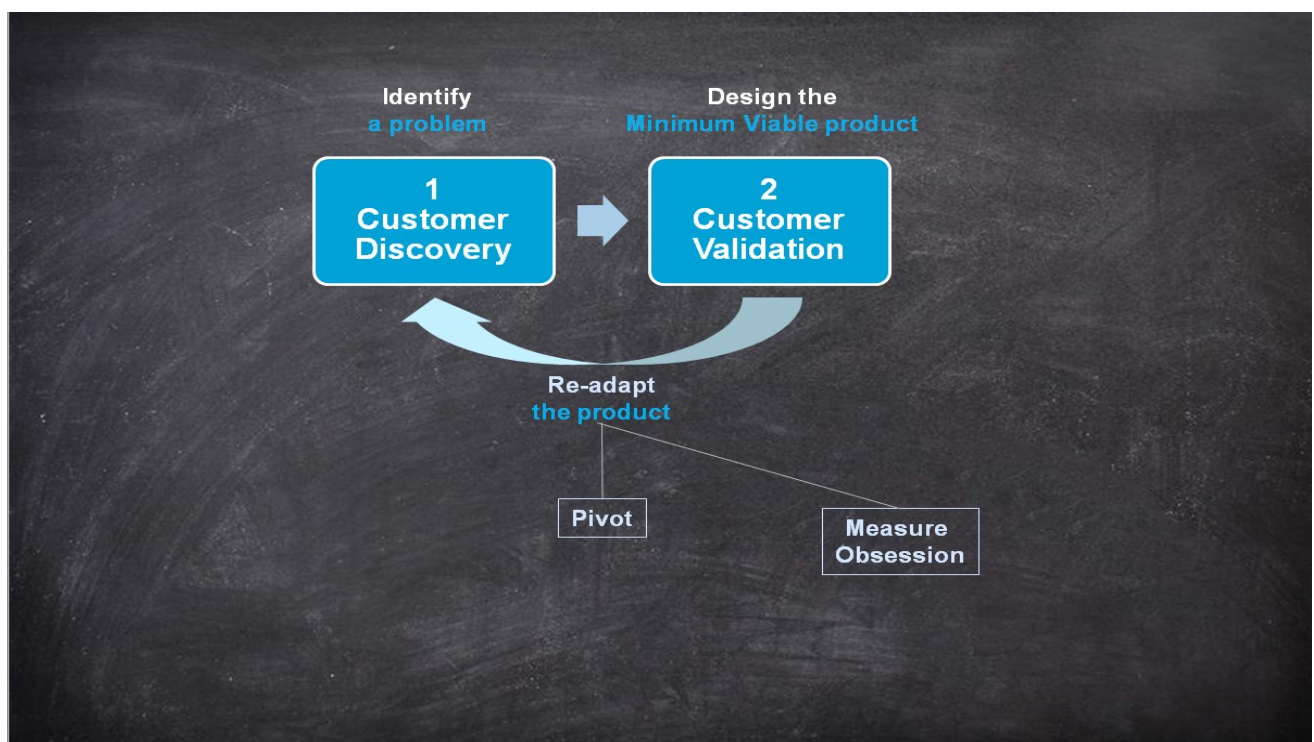 Identify
a problem
Design the
Minimum Viable product
1
Customer
Discovery
2
Customer
Validation
Re-adapt
the product
Pivot
Measure
Obsession